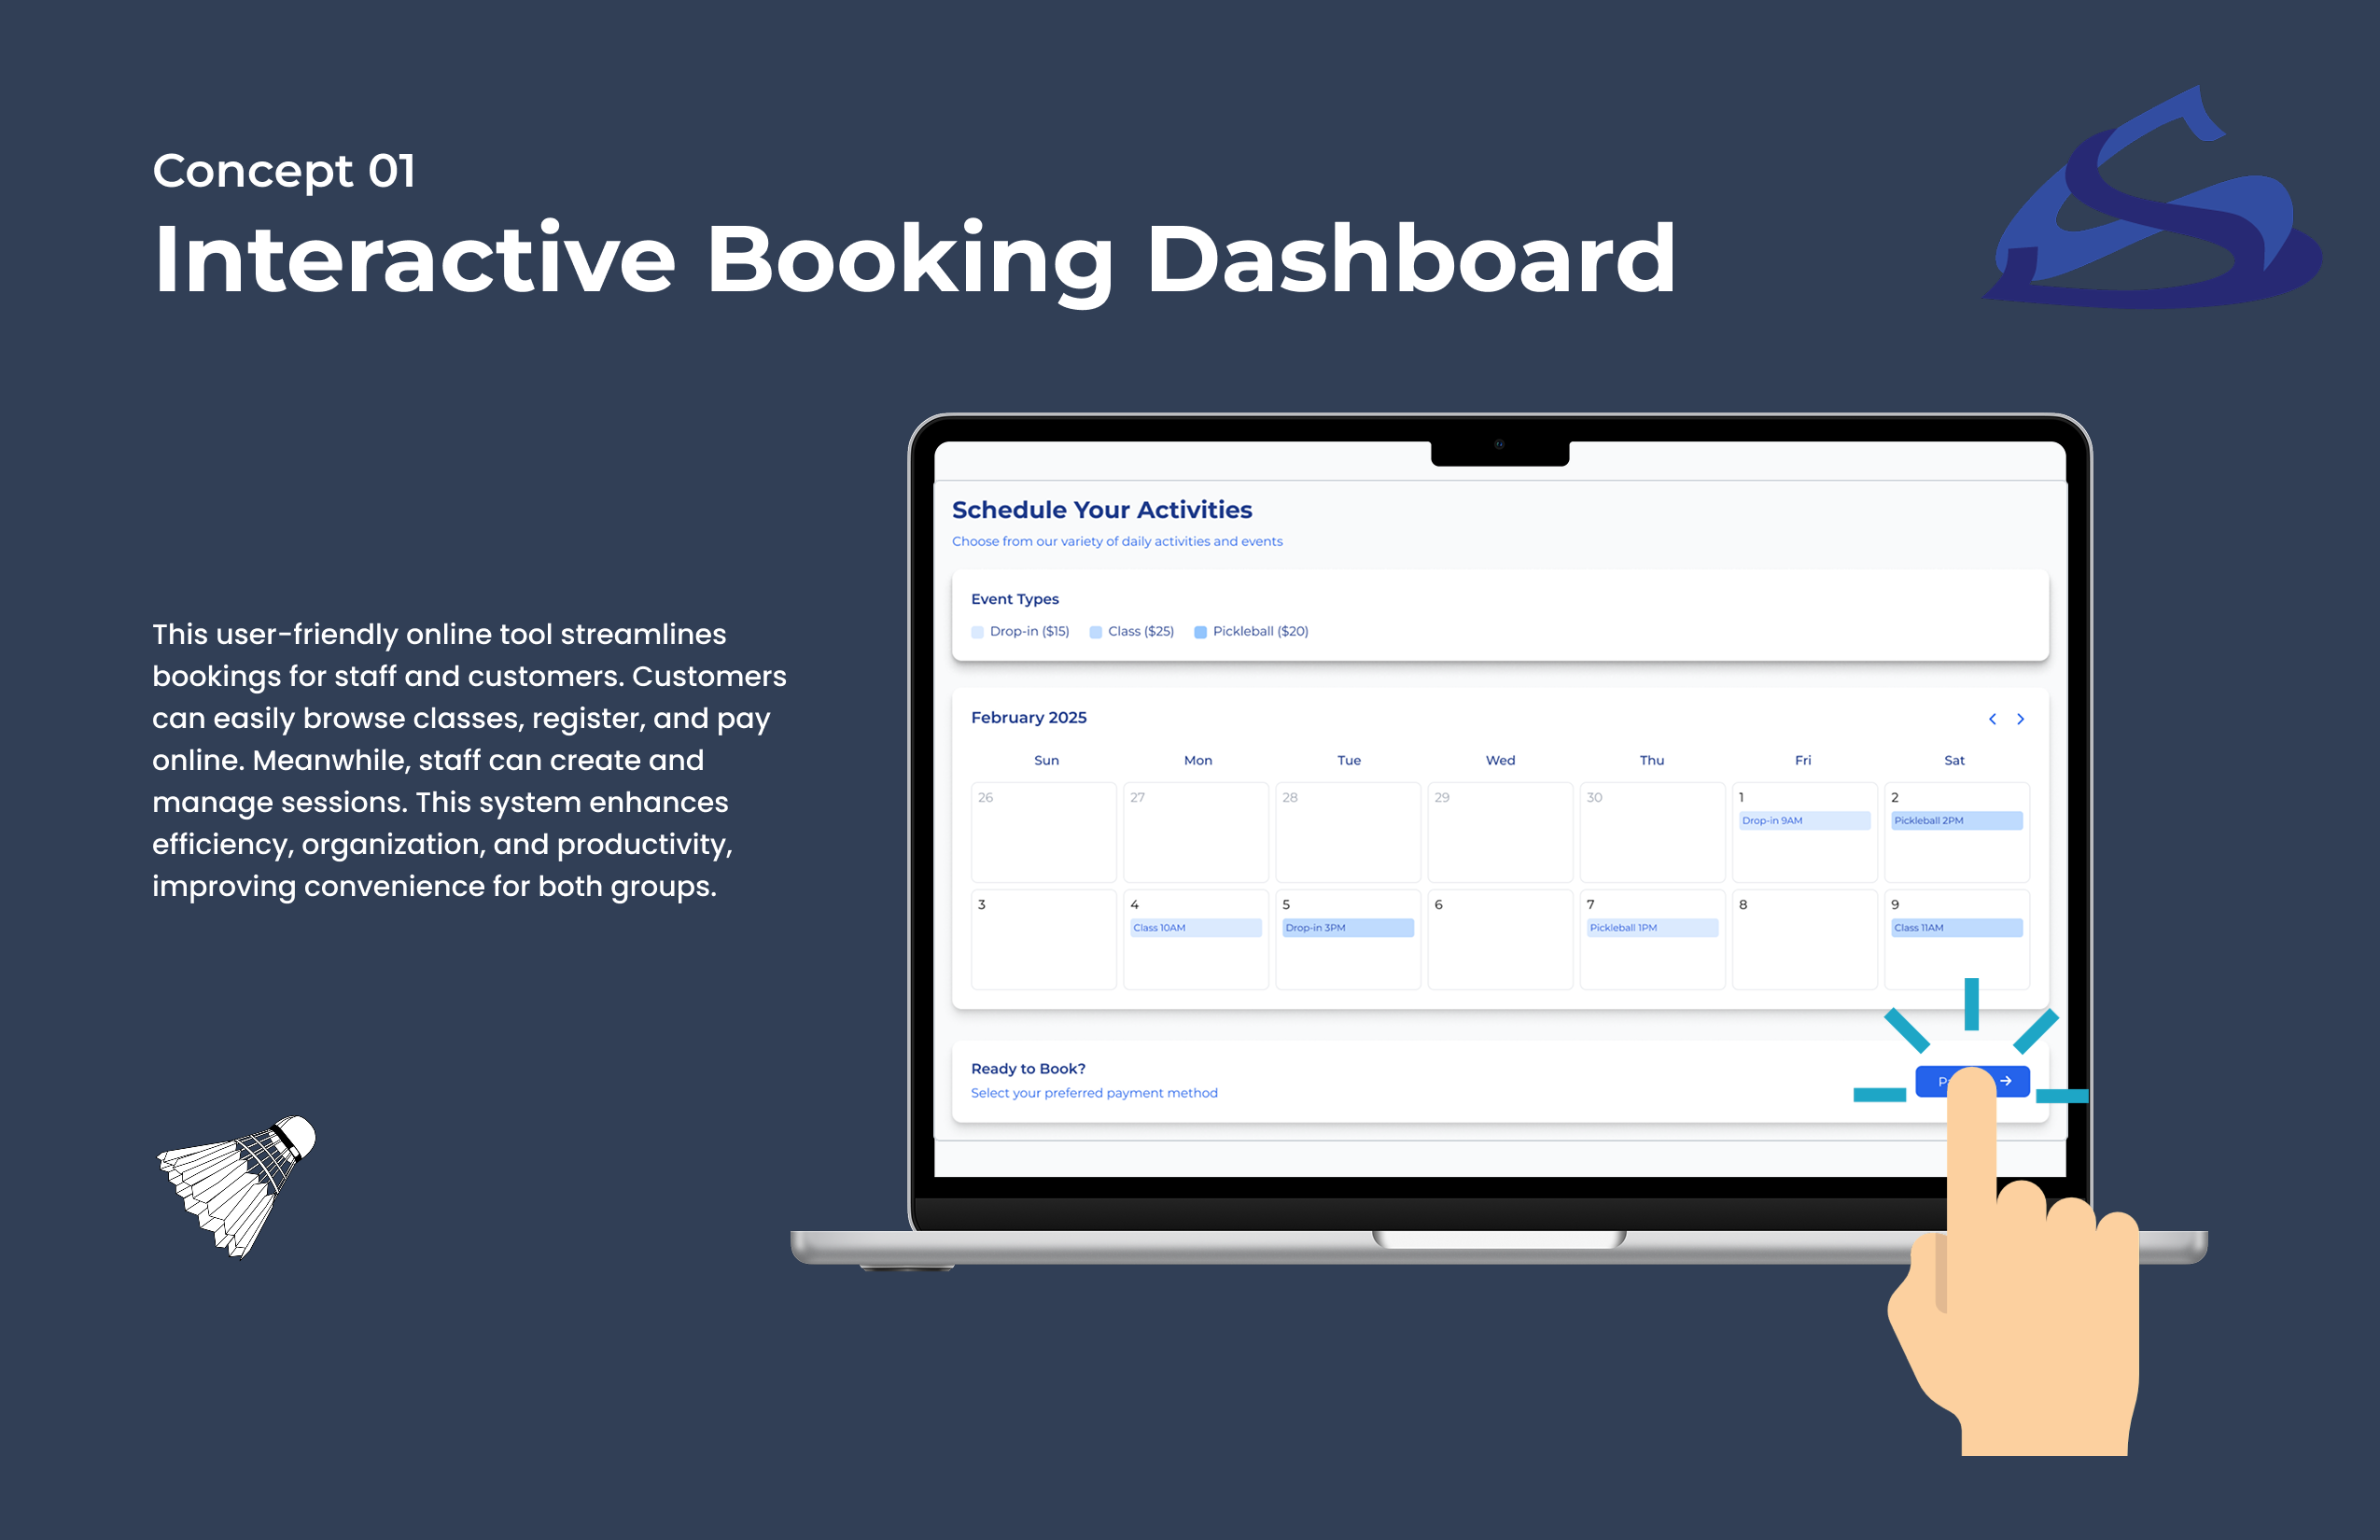 Concept 01
Interactive Booking Dashboard
This user-friendly online tool streamlines
bookings for staff and customers. Customers
can easily browse classes, register, and pay
online. Meanwhile, staff can create and
manage sessions. This system enhances
efficiency, organization, and productivity,
improving convenience for both groups.
Schedule Your Activities
Choose from our variety of daily activities and events
Event Types
Drop-in ($15) Class ($25) Pickleball ($20)
February 2025
Sun Mon Tue Wed Thu Fri Sat
26 27 28 29 30 1 2
Drop-in 9AM Pickleball 2PM
3 4 5 6 7 8 9
Class 10AM Drop-in 3PM Pickleball 1PM Class 11AM
Ready to Book?
Select your preferred payment method